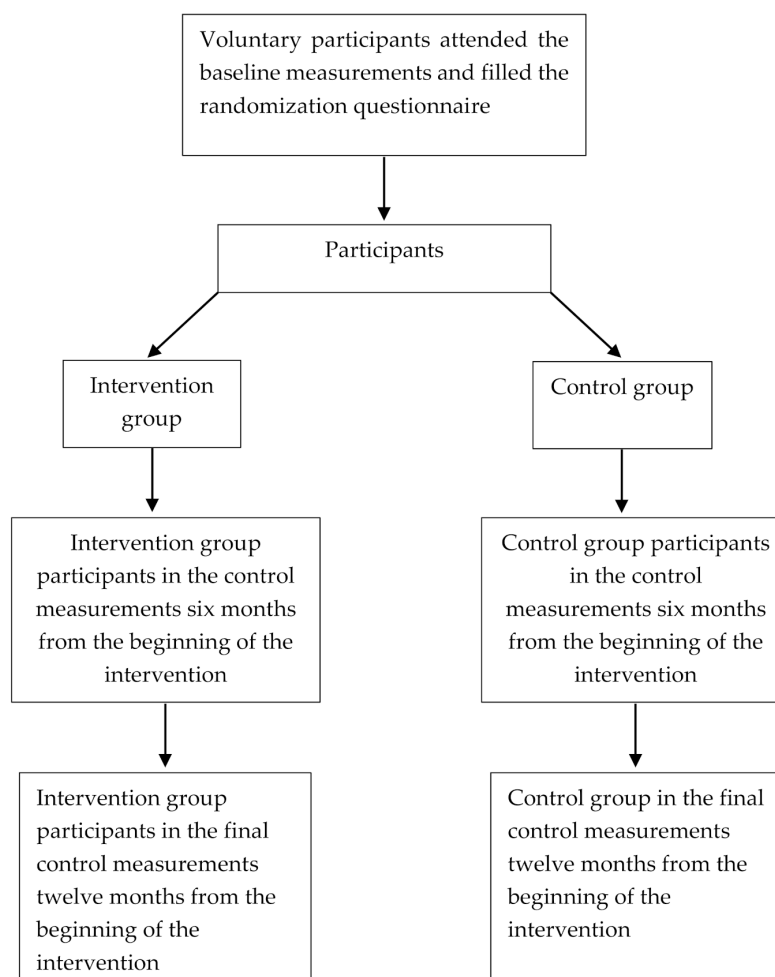 Voluntary participants attended the
baseline measurements and filled the
randomization questionnaire
Participants
Intervention
group
Control group
Intervention group
participants in the control
measurements six months
from the beginning of the
intervention
Control group participants
in the control
measurements six months
from the beginning of the
intervention
Intervention group
participants in the final
control measurements
twelve months from the
beginning of the
intervention
Control group in the final
control measurements
twelve months from the
beginning of the
intervention